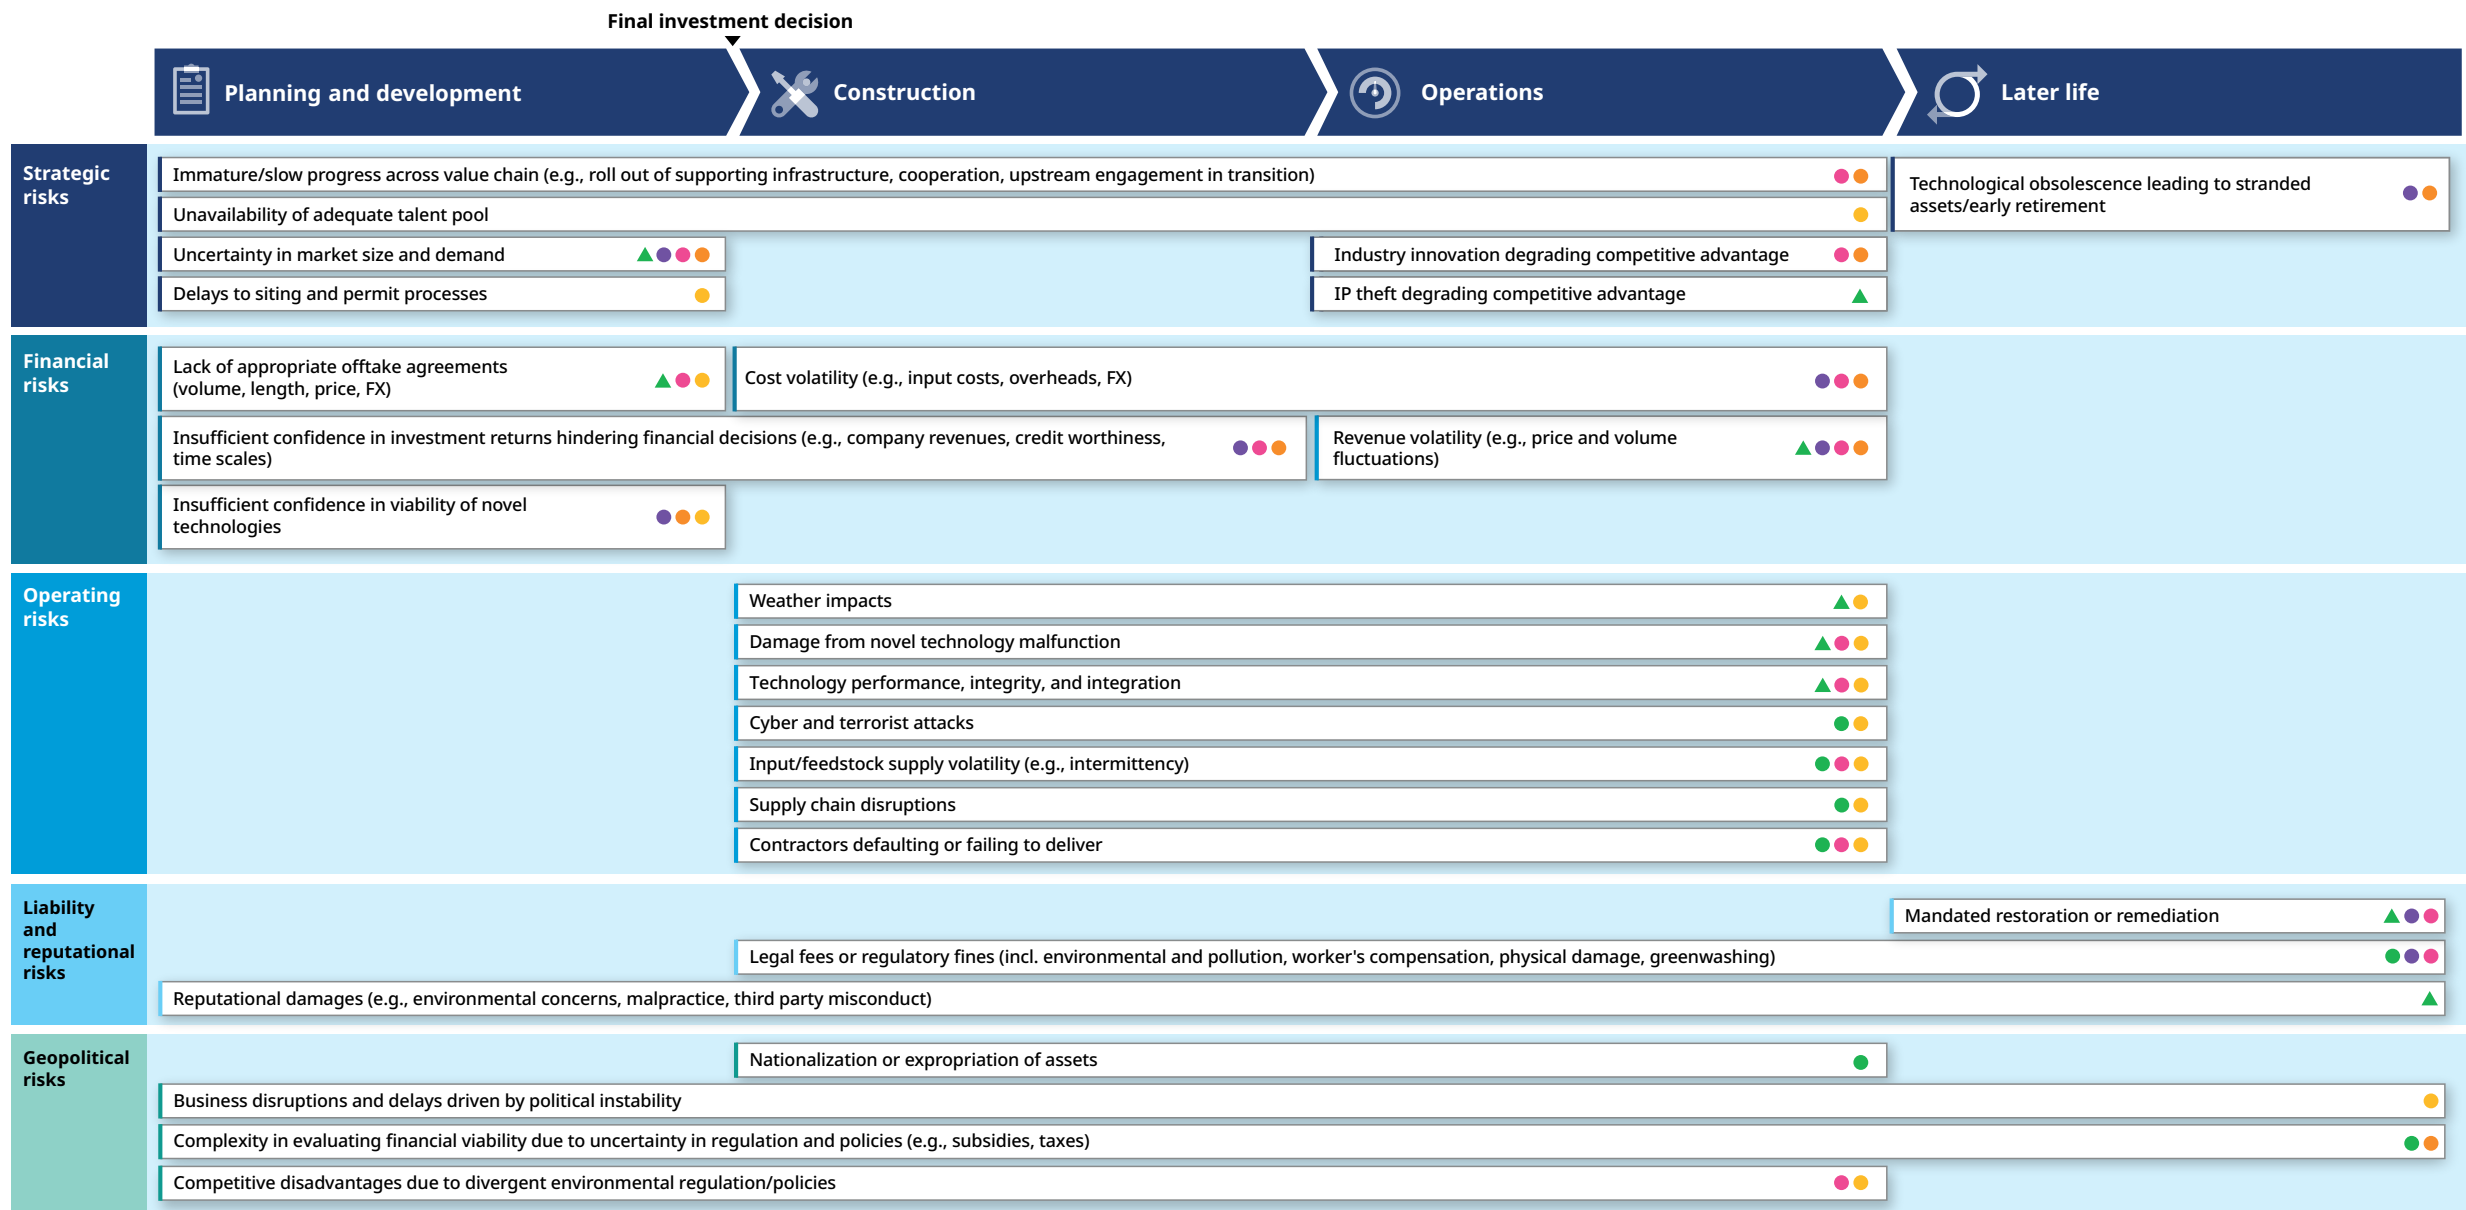 Final investment decision
Planning and development
Construction
Operations
Later life
Strategic
risks
Immature/slow progress across value chain (e.g., roll out of supporting infrastructure, cooperation, upstream engagement in transition)
Technological obsolescence leading to stranded
assets/early retirement
Unavailability of adequate talent pool
Uncertainty in market size and demand
Industry innovation degrading competitive advantage
Delays to siting and permit processes
IP theft degrading competitive advantage
Financial
risks
Lack of appropriate offtake agreements
(volume, length, price, FX)
Cost volatility (e.g., input costs, overheads, FX)
Insufficient confidence in investment returns hindering financial decisions (e.g., company revenues, credit worthiness,
time scales)
Revenue volatility (e.g., price and volume
fluctuations)
Insufficient confidence in viability of novel
technologies
Operating
risks
Weather impacts
Damage from novel technology malfunction
Technology performance, integrity, and integration
Cyber and terrorist attacks
Input/feedstock supply volatility (e.g., intermittency)
Supply chain disruptions
Contractors defaulting or failing to deliver
Liability
and
reputational
risks
Mandated restoration or remediation
Legal fees or regulatory fines (incl. environmental and pollution, worker's compensation, physical damage, greenwashing)
Reputational damages (e.g., environmental concerns, malpractice, third party misconduct)
Geopolitical
risks
Nationalization or expropriation of assets
Business disruptions and delays driven by political instability
Complexity in evaluating financial viability due to uncertainty in regulation and policies (e.g., subsidies, taxes)
Competitive disadvantages due to divergent environmental regulation/policies